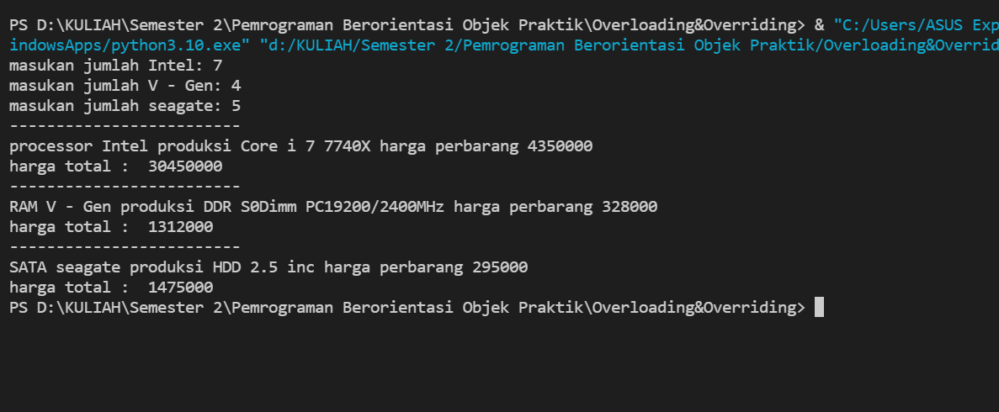 PS D:\KULIAH\Semester 2\Pemrograman Berorientasi Objek Praktik\Overloading&Overriding> & "C:/Users/ASUS Exp
indowsApps/python3.10.exe" "d:/KULIAH/Semester 2/Pemrograman Berorientasi Objek Praktik/Overloading&Overrid
masukan jumlah Intel: 7
masukan jumlah V - Gen: 4
masukan jumlah seagate: 5
-------------------------
processor Intel produksi Core i 7 7740X harga perbarang 4350000
harga total :  30450000
-------------------------
RAM V - Gen produksi DDR S0Dimm PC19200/2400MHz harga perbarang 328000
harga total :  1312000
-------------------------
SATA seagate produksi HDD 2.5 inc harga perbarang 295000
harga total :  1475000
PS D:\KULIAH\Semester 2\Pemrograman Berorientasi Objek Praktik\Overloading&Overriding>